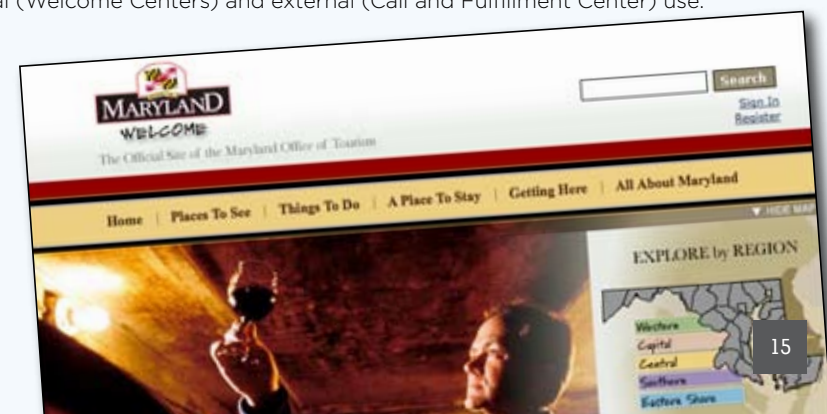 al (Welcome Centers) and external (Call and Fulfillment Center) use.
MARYLAND
WELCOME
The Official Site of the Maryland Office of Tourism
Search
Sign In
Register
Home | Places To See | Things To Do | A Place To Stay | Getting Here | All About Maryland
▼ HIDE MAP
EXPLORE by REGION
Western
Capital
Central
Southern
Eastern Shore
15